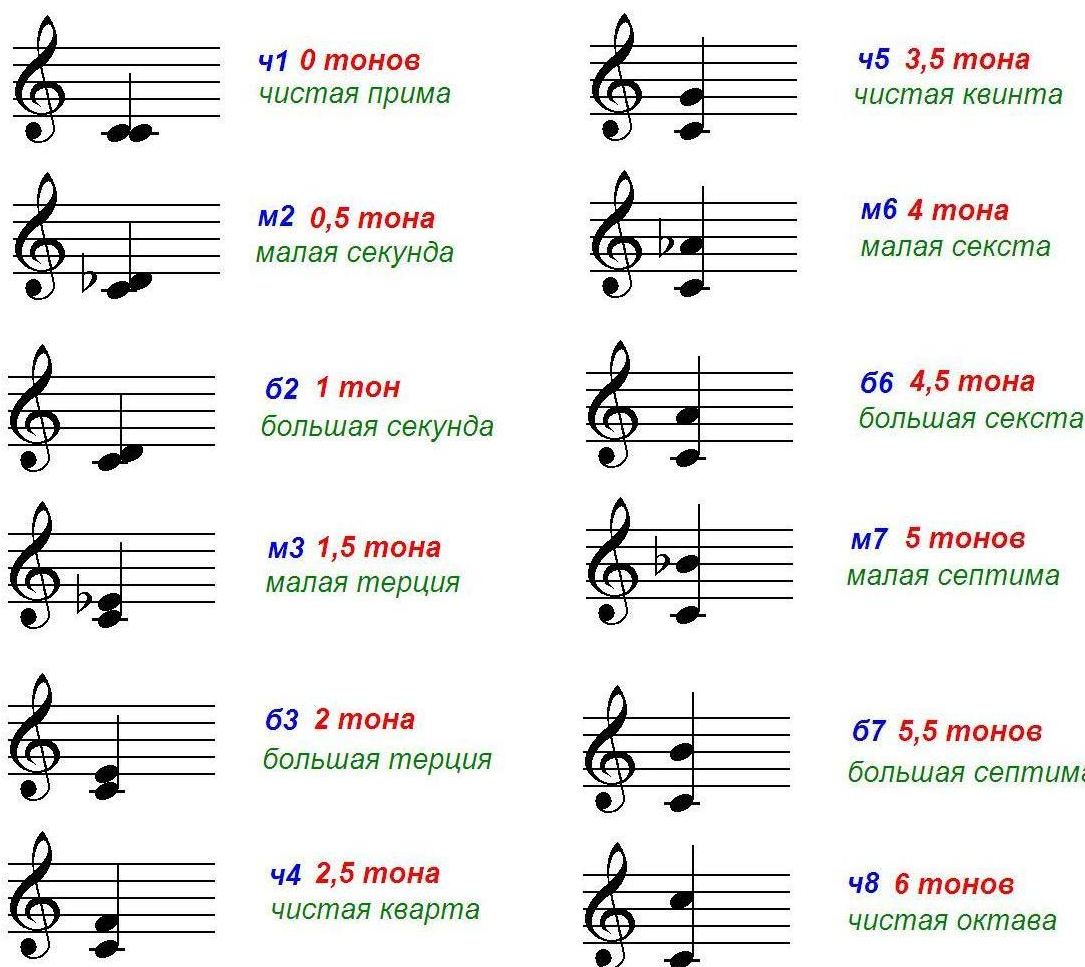 ч1 0 тонов
чистая прима
м2 0,5 тона
малая секунда
б2 1 тон
большая секунда
м3 1,5 тона
малая терция
б3 2 тона
большая терция
ч4 2,5 тона
чистая кварта
ч5 3,5 тона
чистая квинта
м6 4 тона
малая секста
б6 4,5 тона
большая секста
м7 5 тонов
малая септима
б7 5,5 тонов
большая септима
ч8 6 тонов
чистая октава